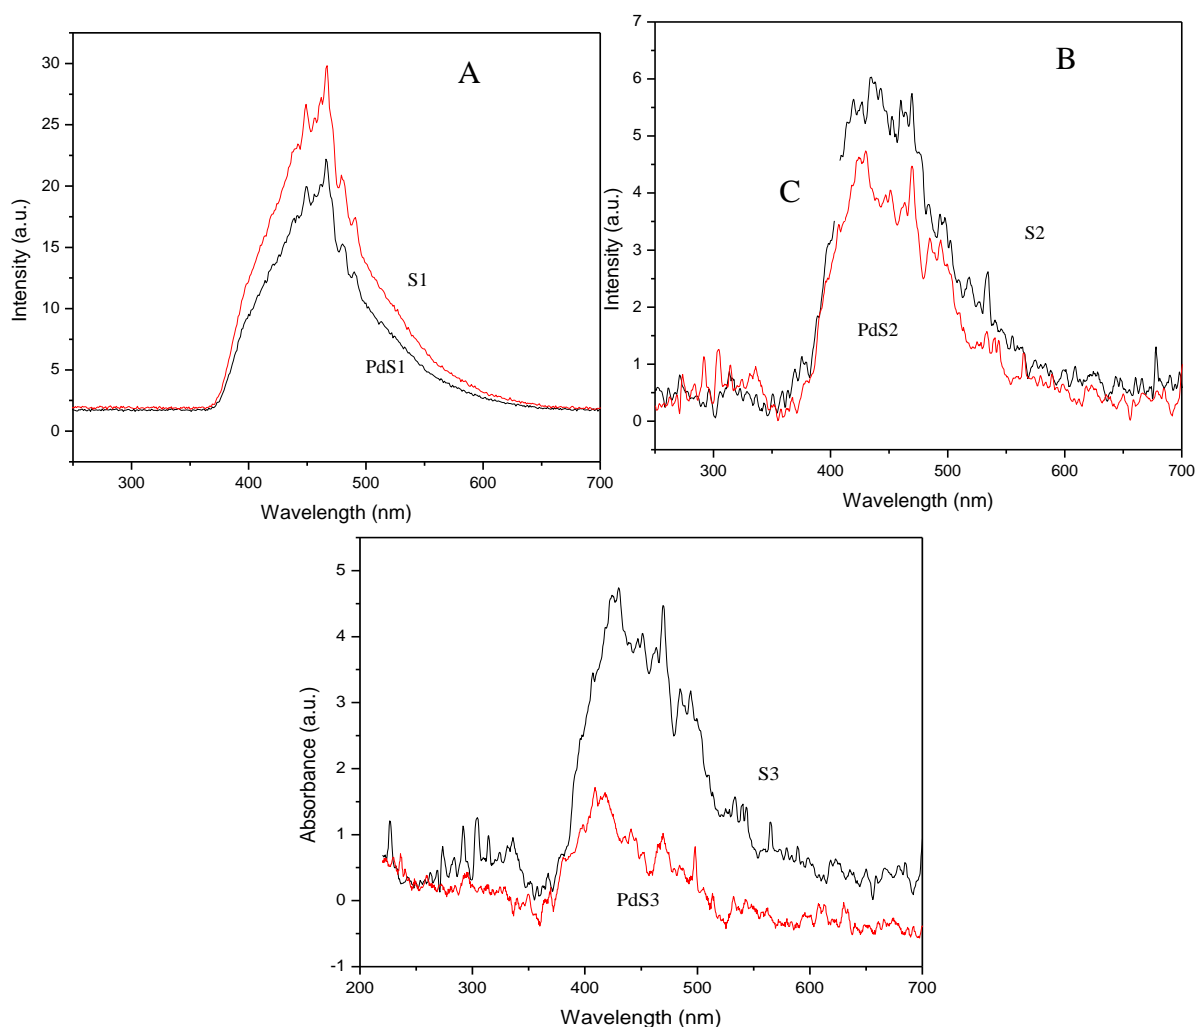 A
30
25
20
15
10
5
0
Intensity (a.u.)
S1
PdS1
300
400
500
600
700
Wavelength (nm)
B
C
7
6
5
4
3
2
1
0
Intensity (a.u.)
S2
PdS2
300
400
500
600
700
Wavelength (nm)
5
4
3
2
1
0
-1
Absorbance (a.u.)
S3
PdS3
200
300
400
500
600
700
Wavelength (nm)